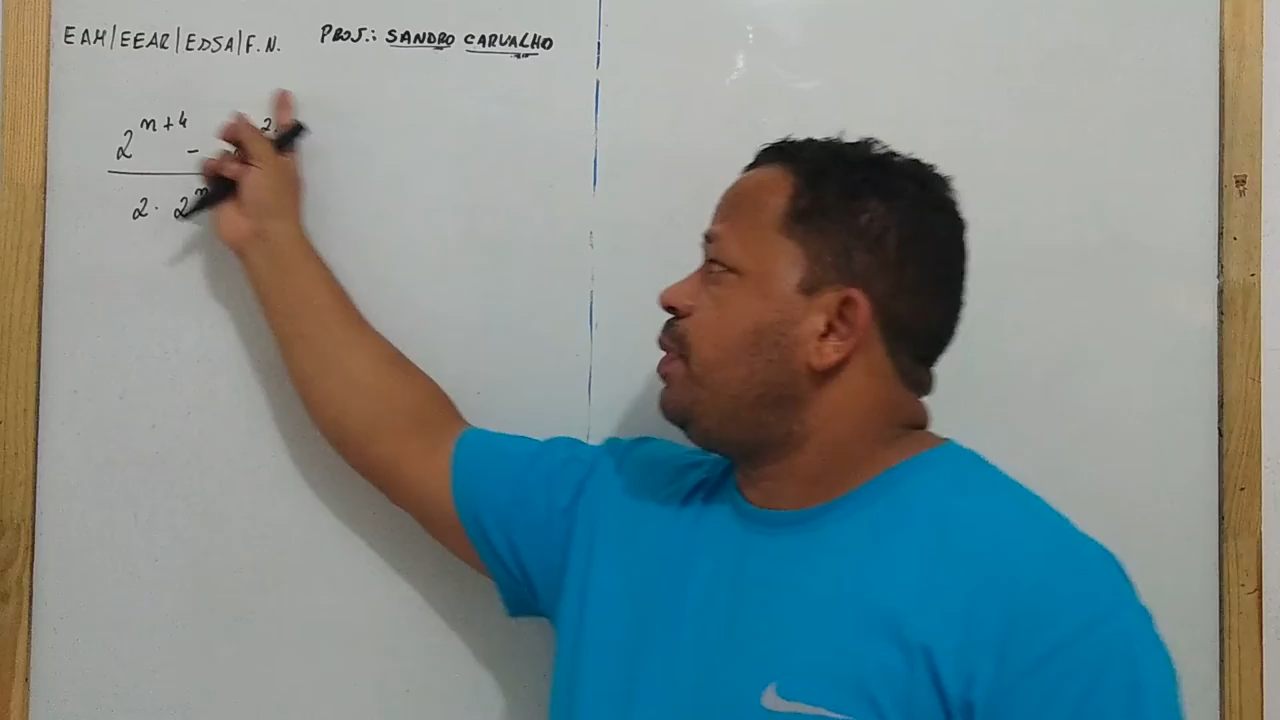 EAM|EEAR|EDSA|F.N. PROF.: SANDRO CARVALHO
2^{n+4} - 2.
2. 2^n